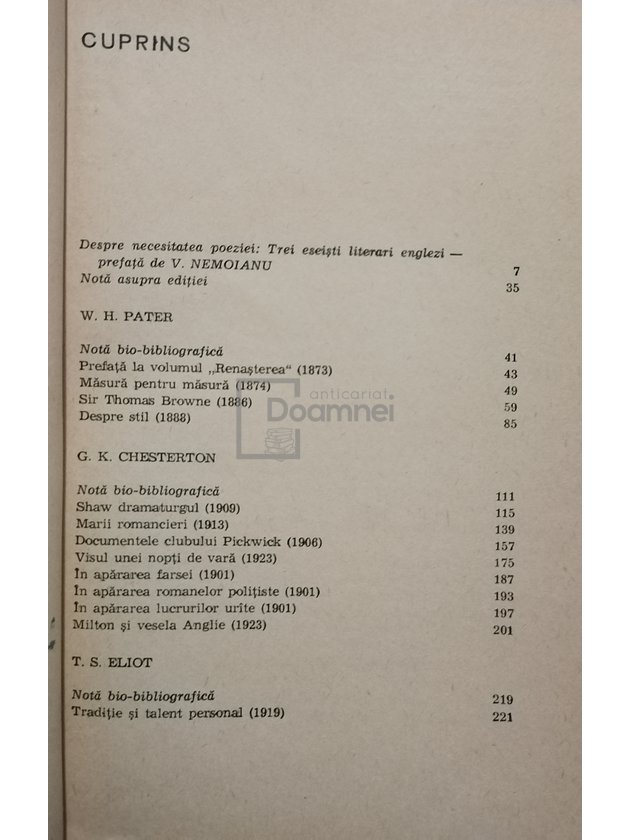 CUPRINS
Despre necesitatea poeziei: Trei eseiști literari englezi —
prefață de V. NEMOIANU 7
Notă asupra ediției 35
W. H. PATER
Notă bio-bibliografică 41
Prefață la volumul „Renașterea“ (1873) 43
Măsură pentru măsură (1874) 49
Sir Thomas Browne (1886) 59
Despre stil (1888) 85
anticariat
Doamnei
G. K. CHESTERTON
Notă bio-bibliografică 111
Shaw dramaturgul (1909) 115
Marii romancieri (1913) 139
Documentele clubului Pickwick (1906) 157
Visul unei nopți de vară (1923) 175
În apărarea farsei (1901) 187
În apărarea romanelor polițiste (1901) 193
În apărarea lucrurilor urîte (1901) 197
Milton și vesela Anglie (1923) 201
T. S. ELIOT
Notă bio-bibliografică 219
Tradiție și talent personal (1919) 221